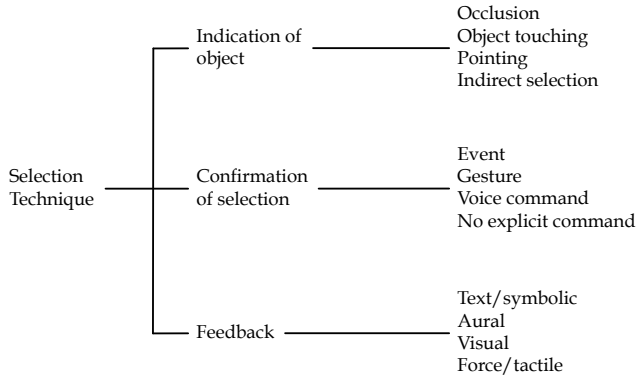 Selection
Technique
Indication of
object
Occlusion
Object touching
Pointing
Indirect selection
Confirmation
of selection
Event
Gesture
Voice command
No explicit command
Feedback
Text/symbolic
Aural
Visual
Force/tactile